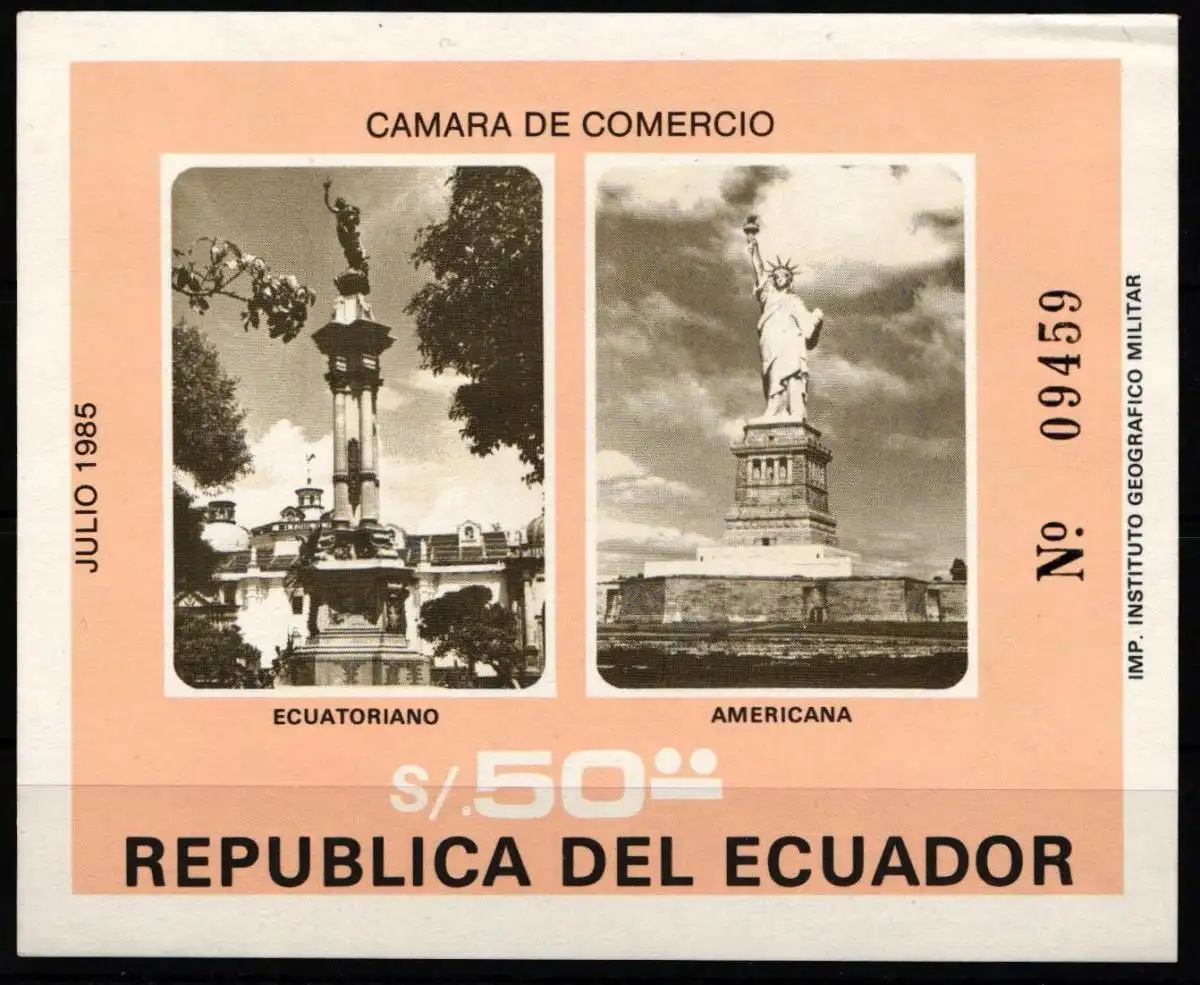 CAMARA DE COMERCIO
JULIO 1985
ECUATORIANO
AMERICANA
Nº. 09459
IMP. INSTITUTO GEOGRAFICO MILITAR
S/.50°°
REPUBLICA DEL ECUADOR